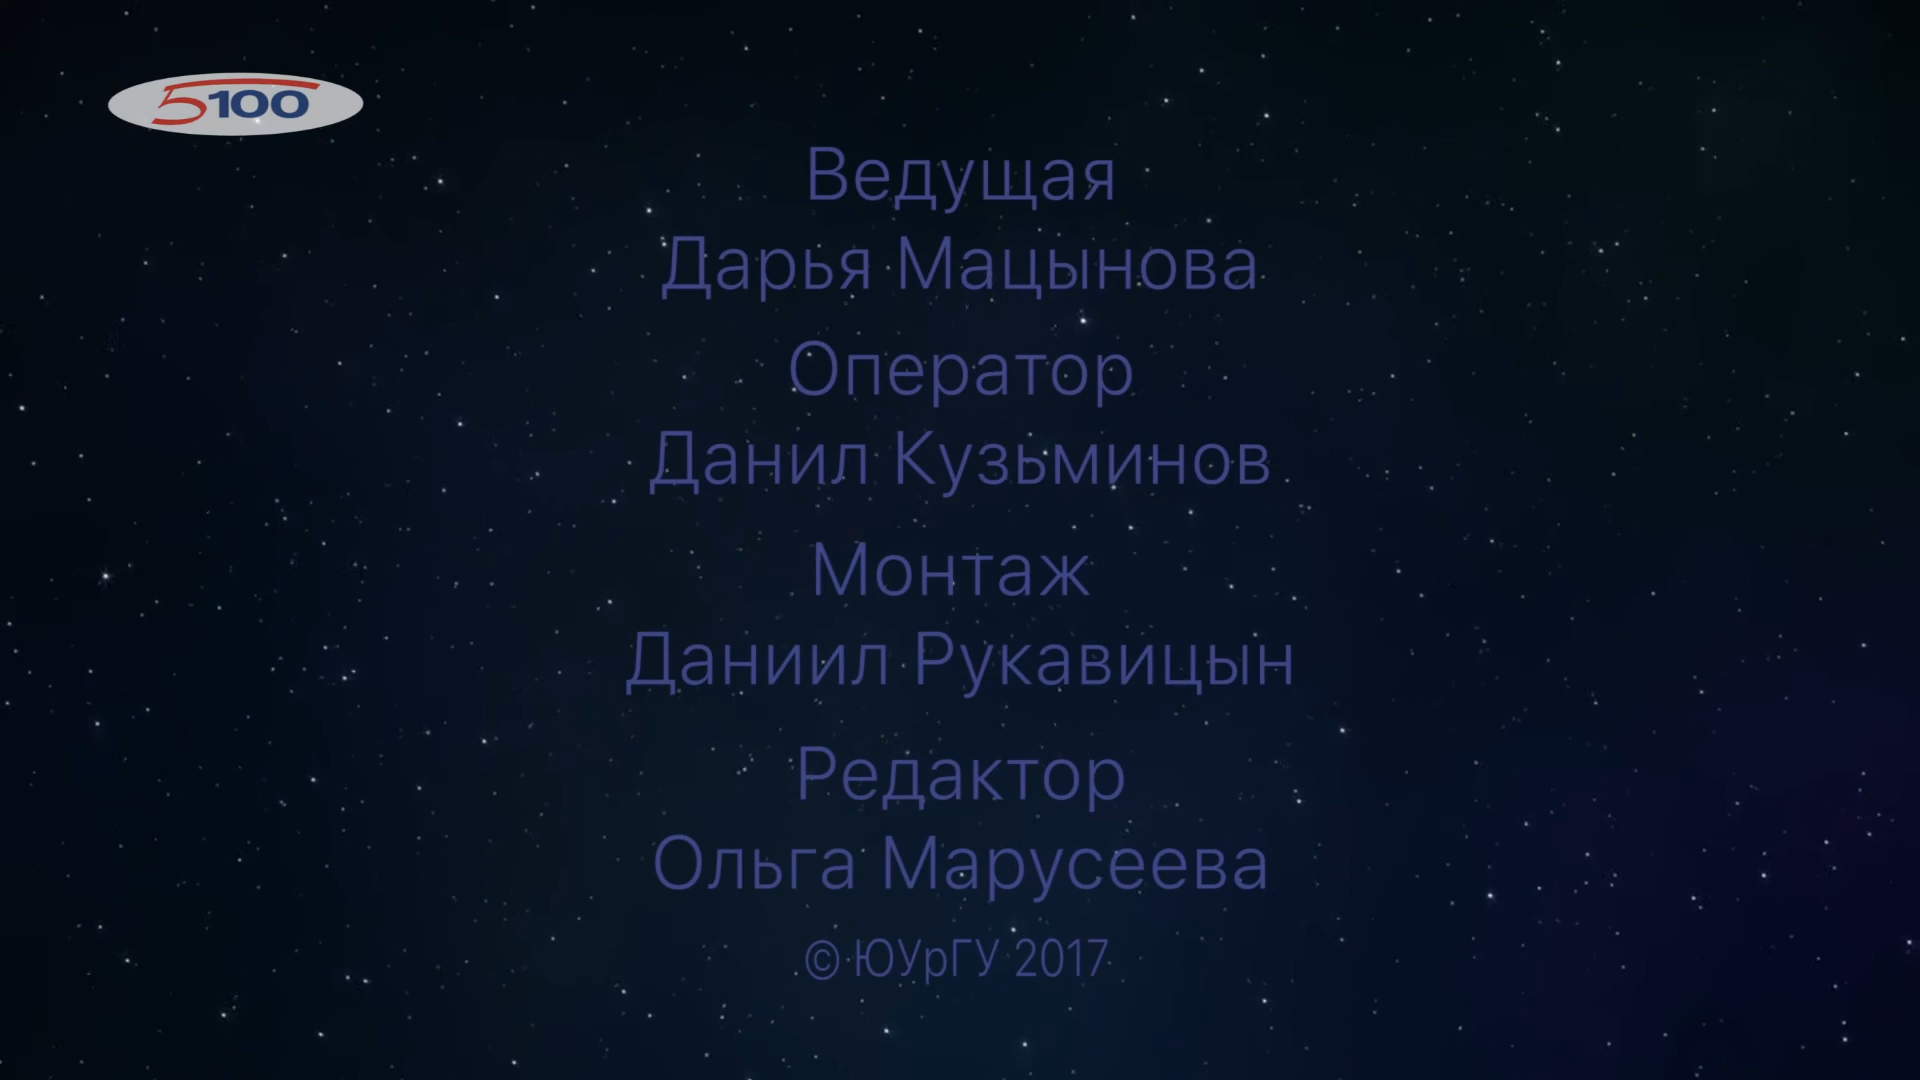 5100
Ведущая
Дарья Мацынова
Оператор
Данил Кузьминов
Монтаж
Даниил Рукавицын
Редактор
Ольга Марусеева
© ЮУрГУ 2017